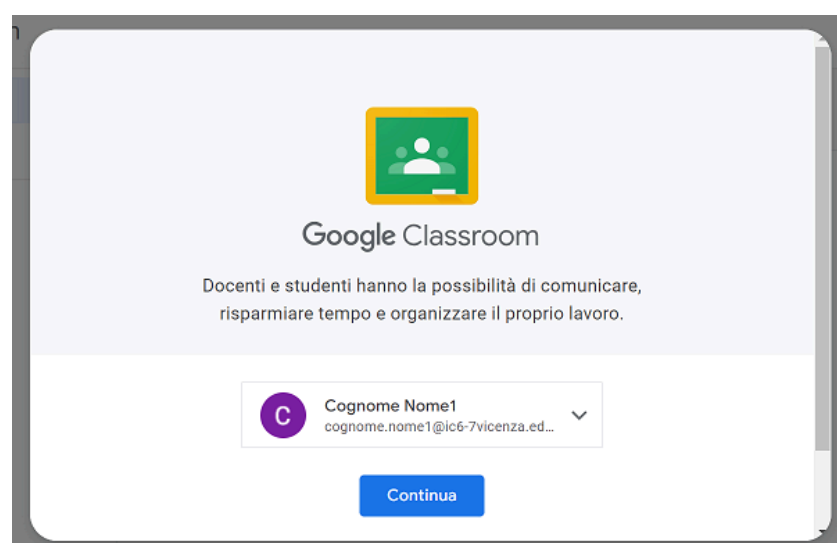 n
Google Classroom
Docenti e studenti hanno la possibilità di comunicare,
risparmiare tempo e organizzare il proprio lavoro.
C
Cognome Nome1
cognome.nome1@ic6-7vicenza.ed...
Continua